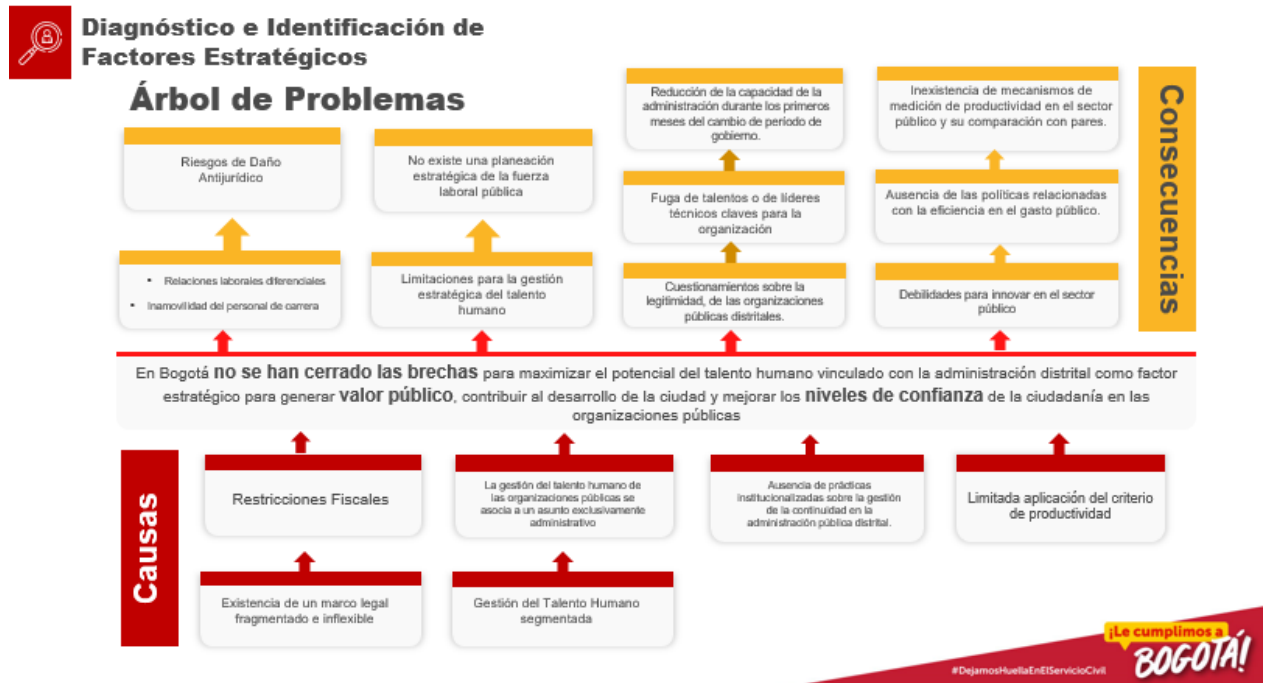 Diagnóstico e Identificación de
Factores Estratégicos
Árbol de Problemas
Consecuencias
Riesgos de Daño
Antijurídico
No existe una planeación
estratégica de la fuerza
laboral pública
Reducción de la capacidad de la
administración durante los primeros
meses del cambio de período de
gobierno.
Inexistencia de mecanismos de
medición de productividad en el sector
público y su comparación con pares.
Fuga de talentos o de líderes
técnicos claves para la
organización
Ausencia de las políticas relacionadas
con la eficiencia en el gasto público.
• Relaciones laborales diferenciales
• Inamovilidad del personal de carrera
Limitaciones para la gestión
estratégica del talento
humano
Cuestionamientos sobre la
legitimidad, de las organizaciones
públicas distritales.
Debilidades para innovar en el sector
público
En Bogotá no se han cerrado las brechas para maximizar el potencial del talento humano vinculado con la administración distrital como factor
estratégico para generar valor público, contribuir al desarrollo de la ciudad y mejorar los niveles de confianza de la ciudadanía en las
organizaciones públicas
Causas
Restricciones Fiscales
La gestión del talento humano de
las organizaciones públicas se
asocia a un asunto exclusivamente
administrativo
Ausencia de prácticas
institucionalizadas sobre la gestión
de la continuidad en la
administración pública distrital.
Limitada aplicación del criterio
de productividad
Existencia de un marco legal
fragmentado e inflexible
Gestión del Talento Humano
segmentada
#DejamosHuellaEnElServicioCivil
¡Le cumplimos a
BOGOTÁ!